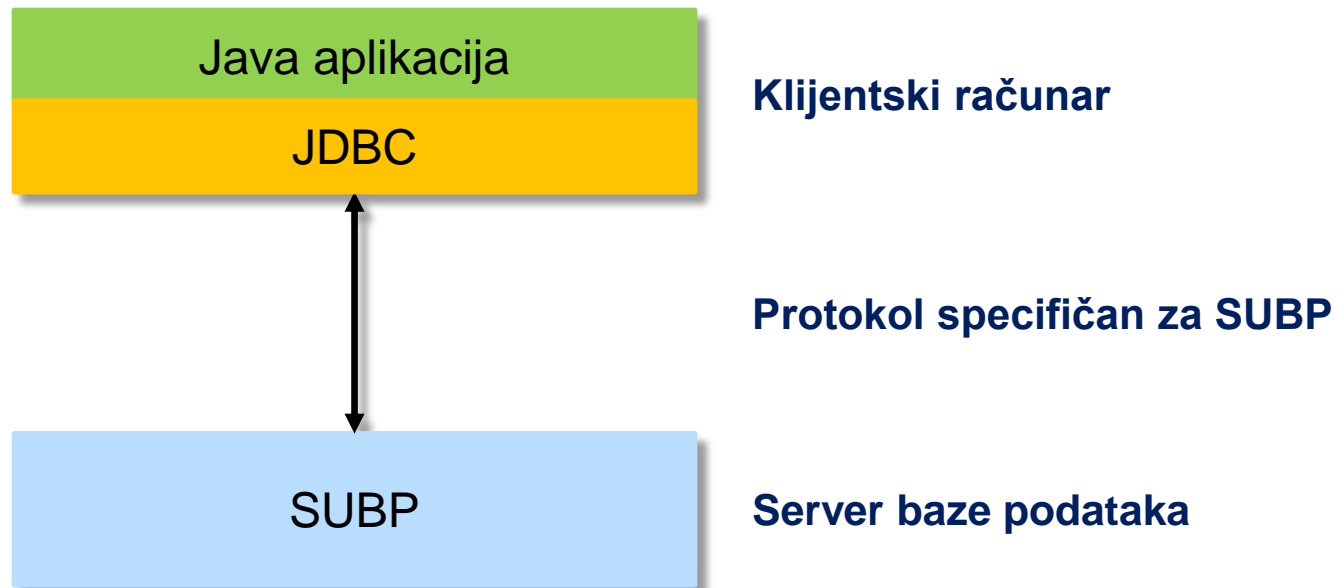 Java aplikacija
Klijentski računar
JDBC
Protokol specifičan za SUBP
SUBP
Server baze podataka